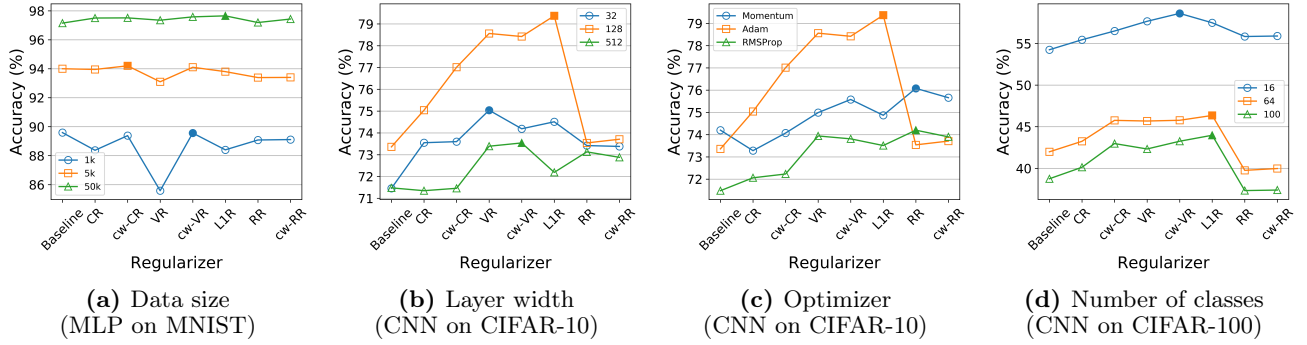 98
96
94
92
90
88
86
Accuracy (%)
1k
5k
50k
Baseline
CR
cw-CR
VR
cw-VR
L1R
RR
cw-RR
Regularizer
(a) Data size
(MLP on MNIST)
79
78
77
76
75
74
73
72
71
Accuracy (%)
32
128
512
Baseline
CR
cw-CR
VR
cw-VR
L1R
RR
cw-RR
Regularizer
(b) Layer width
(CNN on CIFAR-10)
79
78
77
76
75
74
73
72
Accuracy (%)
Momentum
Adam
RMSProp
Baseline
CR
cw-CR
VR
cw-VR
L1R
RR
cw-RR
Regularizer
(c) Optimizer
(CNN on CIFAR-10)
55
50
45
40
Accuracy (%)
16
64
100
Baseline
CR
cw-CR
VR
cw-VR
L1R
RR
cw-RR
Regularizer
(d) Number of classes
(CNN on CIFAR-100)